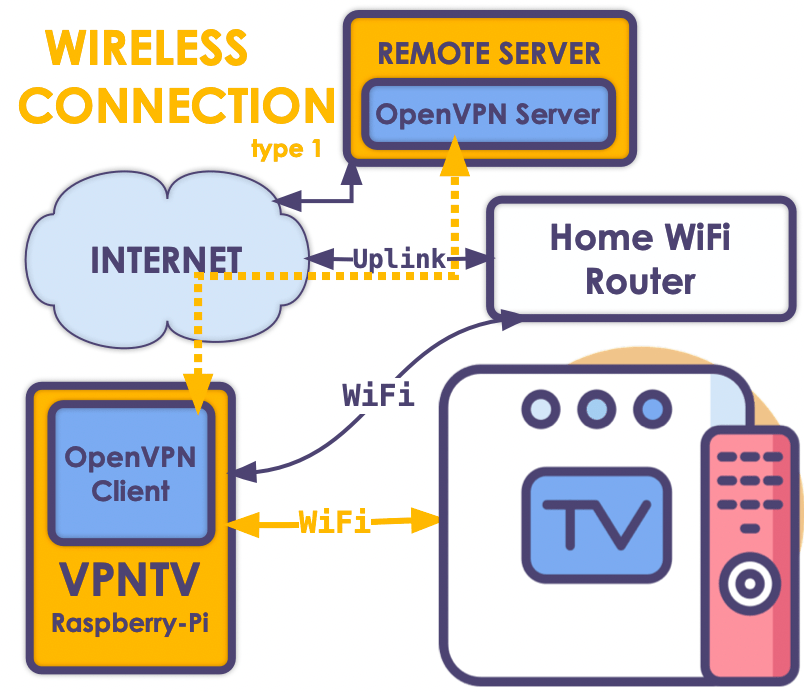 WIRELESS
CONNECTION
type 1
REMOTE SERVER
OpenVPN Server
INTERNET
Uplink
Home WiFi
Router
WiFi
OpenVPN
Client
WiFi
VPNTV
Raspberry-Pi
TV